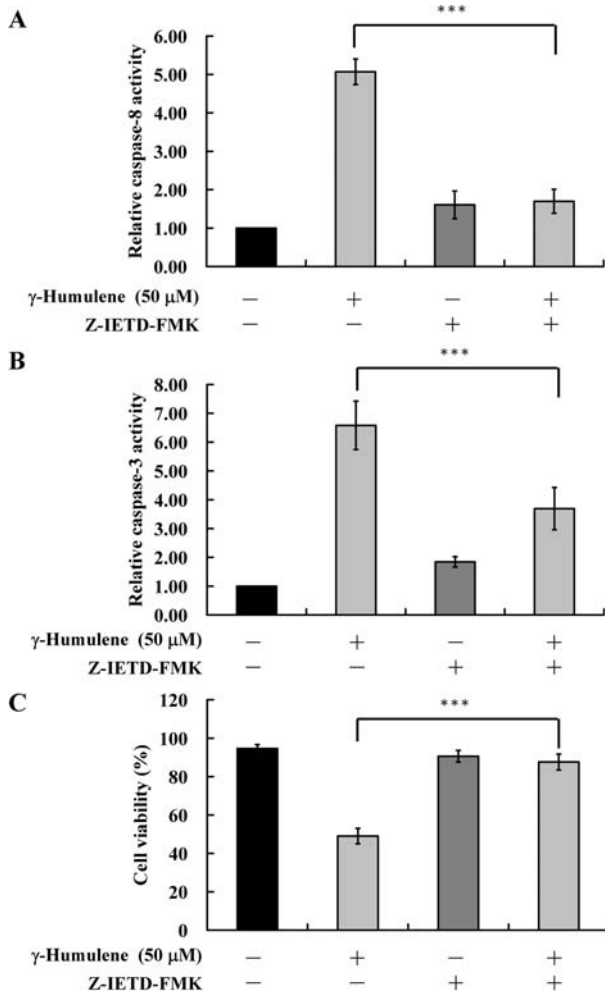 A
***
Relative caspase-8 activity
6.00
5.00
4.00
3.00
2.00
1.00
0.00
γ-Humulene (50 μM) − + − +
Z-IETD-FMK − − + +
B
***
Relative caspase-3 activity
8.00
7.00
6.00
5.00
4.00
3.00
2.00
1.00
0.00
γ-Humulene (50 μM) − + − +
Z-IETD-FMK − − + +
C
***
Cell viability (%)
120
100
80
60
40
20
0
γ-Humulene (50 μM) − + − +
Z-IETD-FMK − − + +